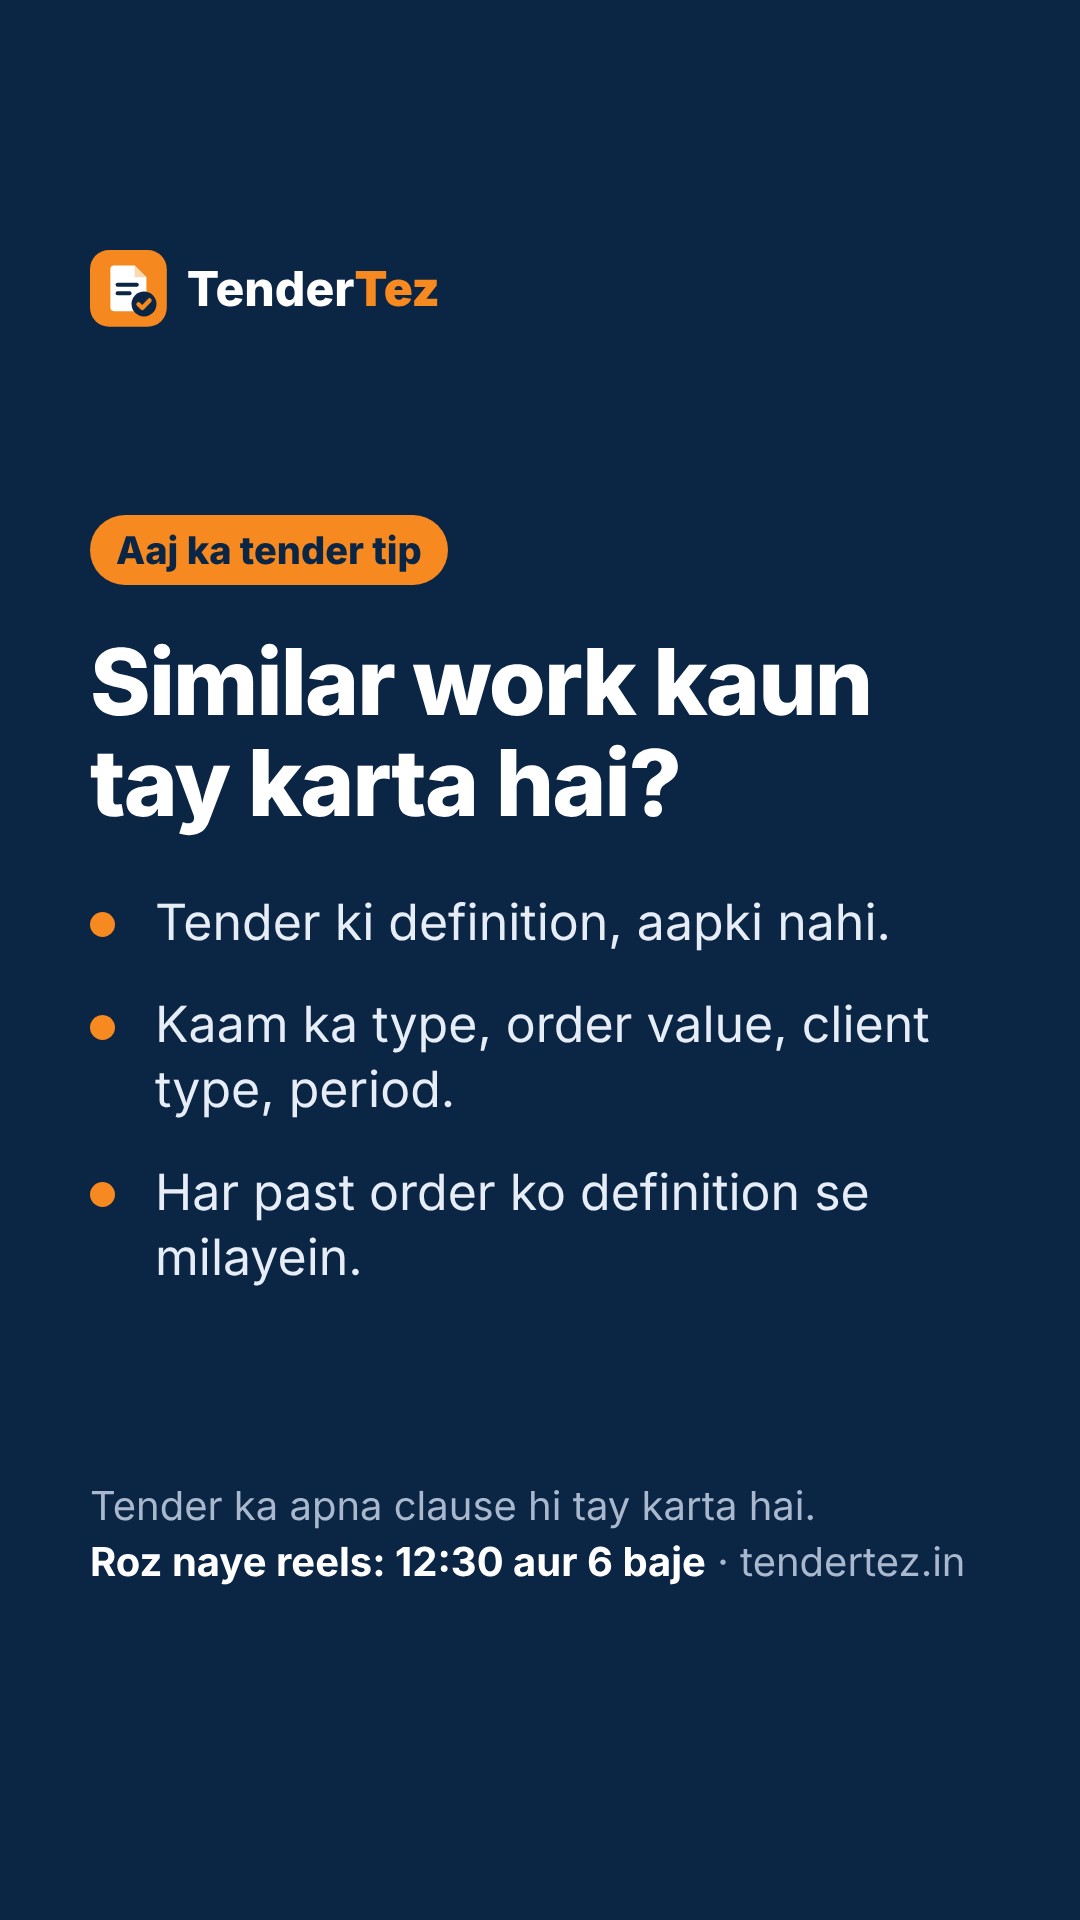 TenderTez
Aaj ka tender tip
Similar work kaun
tay karta hai?
Tender ki definition, aapki nahi.
Kaam ka type, order value, client
type, period.
Har past order ko definition se
milayein.
Tender ka apna clause hi tay karta hai.
Roz naye reels: 12:30 aur 6 baje · tendertez.in